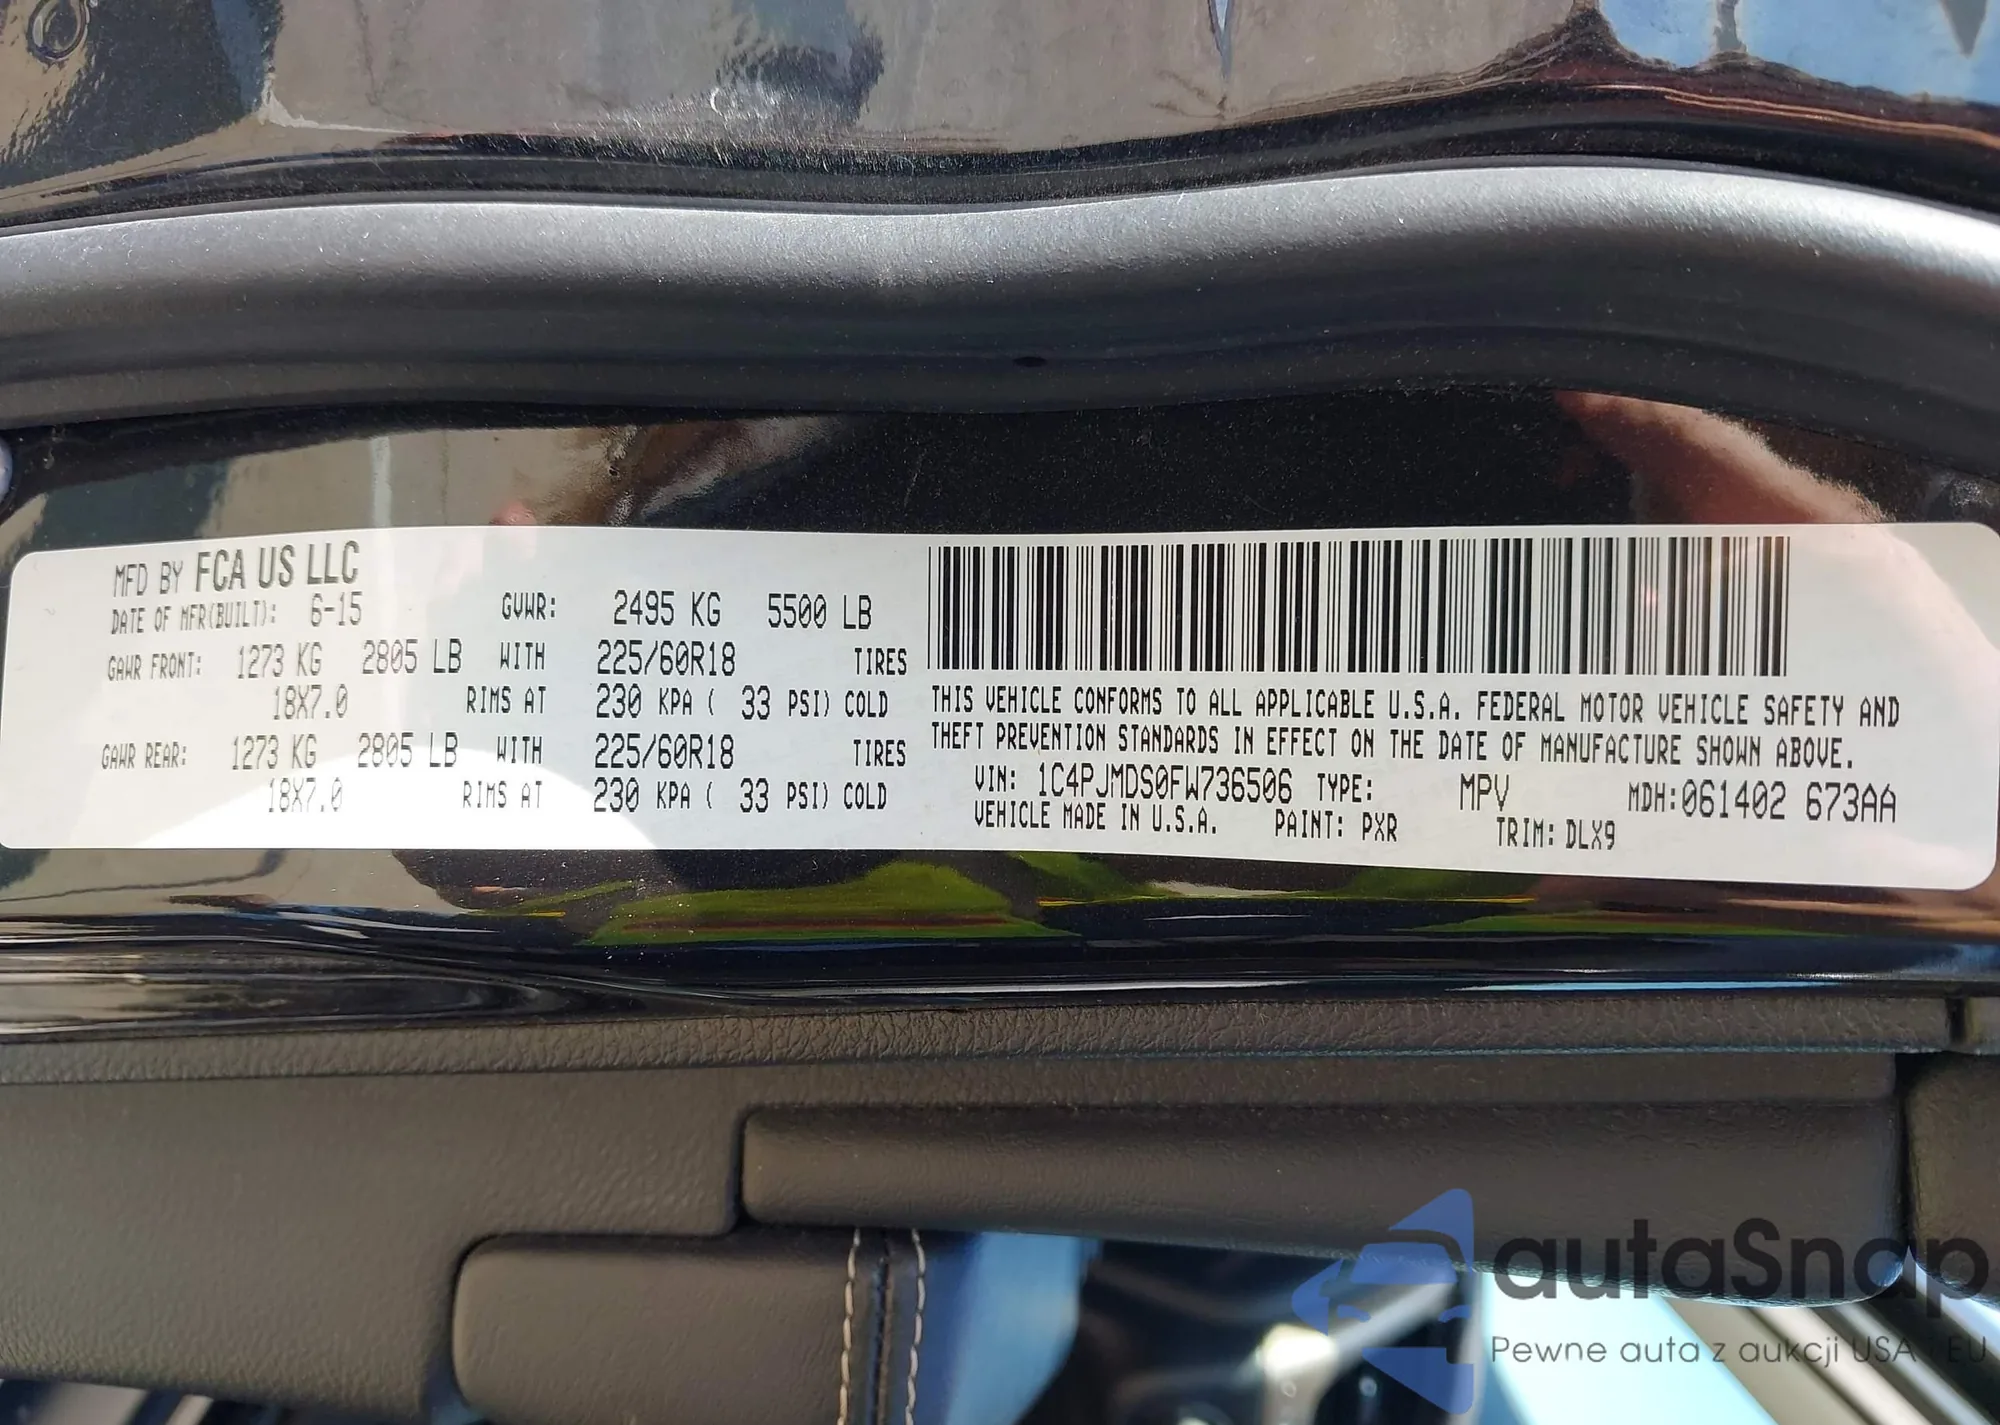 MFD BY FCA US LLC
DATE OF MFR(BUILT): 6-15 GVWR: 2495 KG 5500 LB
GAWR FRONT: 1273 KG 2805 LB WITH 225/60R18 TIRES
18X7.0 RIMS AT 230 KPA ( 33 PSI) COLD
GAWR REAR: 1273 KG 2805 LB WITH 225/60R18 TIRES
18X7.0 RIMS AT 230 KPA ( 33 PSI) COLD
THIS VEHICLE CONFORMS TO ALL APPLICABLE U.S.A. FEDERAL MOTOR VEHICLE SAFETY AND
THEFT PREVENTION STANDARDS IN EFFECT ON THE DATE OF MANUFACTURE SHOWN ABOVE.
VIN: 1C4PJMDS0FW736506 TYPE: MPV MDH:061402 673AA
VEHICLE MADE IN U.S.A. PAINT: PXR TRIM: DLX9
autaSnap
Pewne auta z aukcji USA i EU